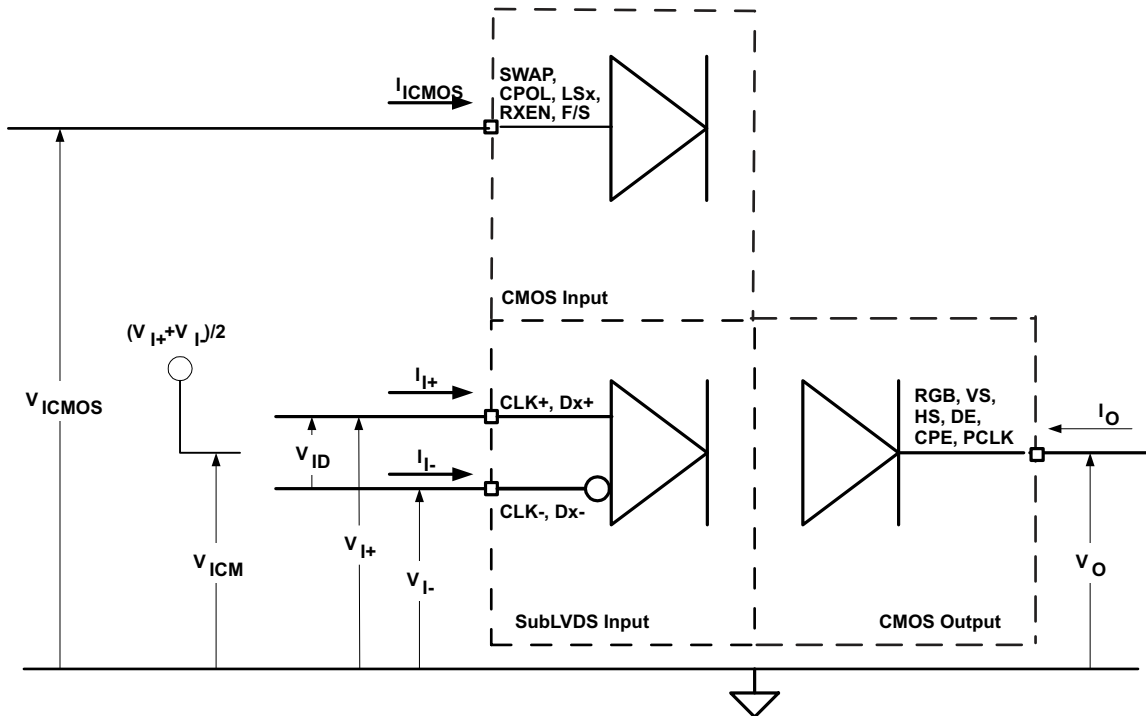 I ICMOS
SWAP,
CPOL, LSx,
RXEN, F/S
CMOS Input
(V I++V I-)/2
V ICMOS
I I+
CLK+, Dx+
RGB, VS,
HS, DE,
CPE, PCLK
I O
V ID
I I-
CLK-, Dx-
V ICM
V I+
V I-
V O
SubLVDS Input
CMOS Output